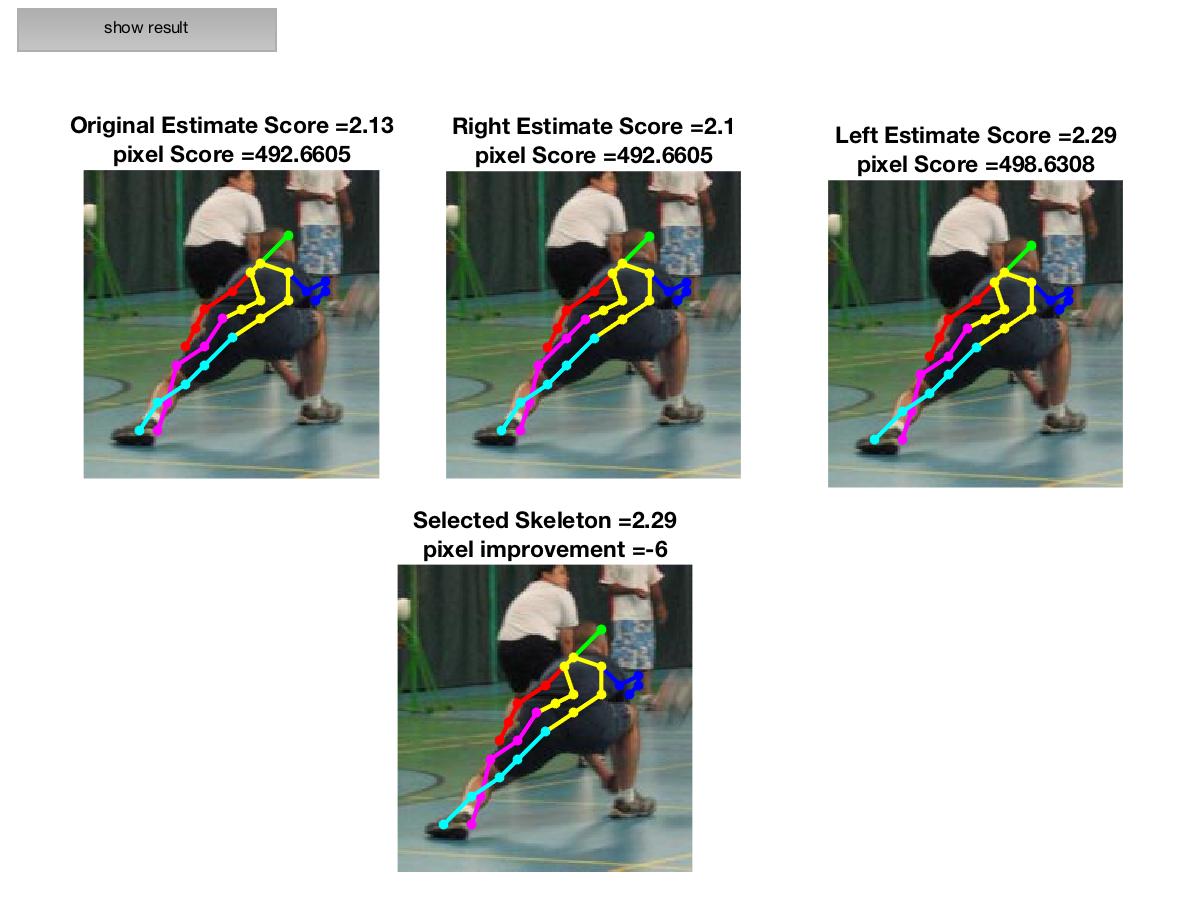 show result
Original Estimate Score =2.13
pixel Score =492.6605
Right Estimate Score =2.1
pixel Score =492.6605
Left Estimate Score =2.29
pixel Score =498.6308
Selected Skeleton =2.29
pixel improvement =-6